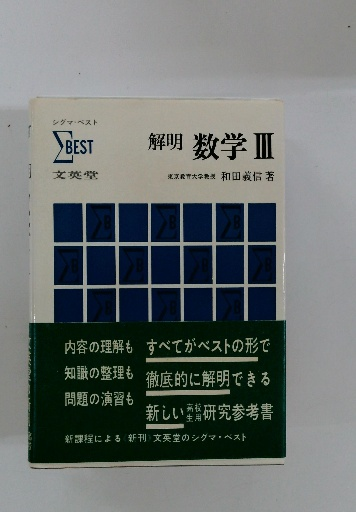 シグマ・ベスト
ΣBEST
文英堂
解明 数学 III
東京教育大学教授 和田義信 著
内容の理解も すべてがベストの形で
知識の整理も 徹底的に解明できる
問題の演習も
新しい 高校生用 研究参考書
新課程による〈新刊〉文英堂のシグマ・ベスト